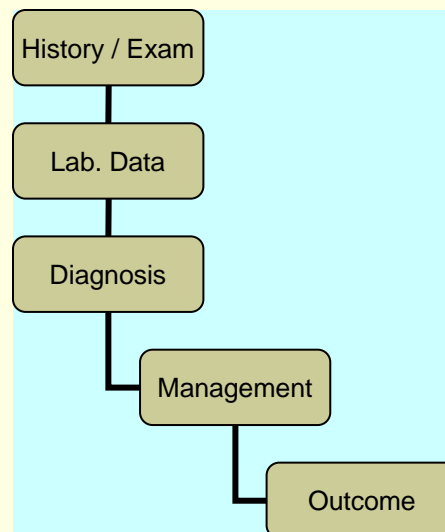 History / Exam
Lab. Data
Diagnosis
Management
Outcome